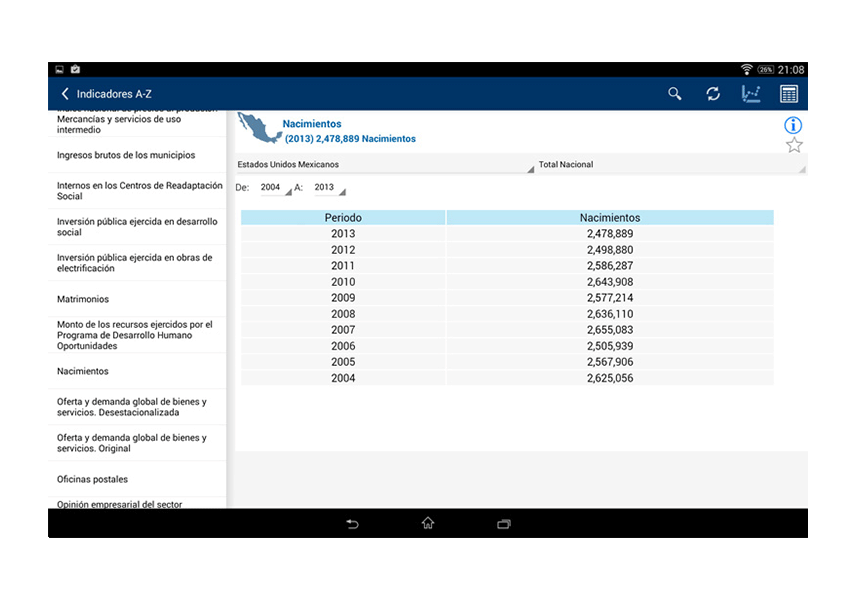 26% 21:08
Indicadores A-Z
Índice nacional de precios al productor.
Mercancías y servicios de uso
intermedio
Ingresos brutos de los municipios
Internos en los Centros de Readaptación
Social
Inversión pública ejercida en desarrollo
social
Inversión pública ejercida en obras de
electrificación
Matrimonios
Monto de los recursos ejercidos por el
Programa de Desarrollo Humano
Oportunidades
Nacimientos
Oferta y demanda global de bienes y
servicios. Desestacionalizada
Oferta y demanda global de bienes y
servicios. Original
Oficinas postales
Opinión empresarial del sector
Nacimientos
(2013) 2,478,889 Nacimientos
Estados Unidos Mexicanos Total Nacional
De: 2004 A: 2013
Periodo Nacimientos
2013 2,478,889
2012 2,498,880
2011 2,586,287
2010 2,643,908
2009 2,577,214
2008 2,636,110
2007 2,655,083
2006 2,505,939
2005 2,567,906
2004 2,625,056